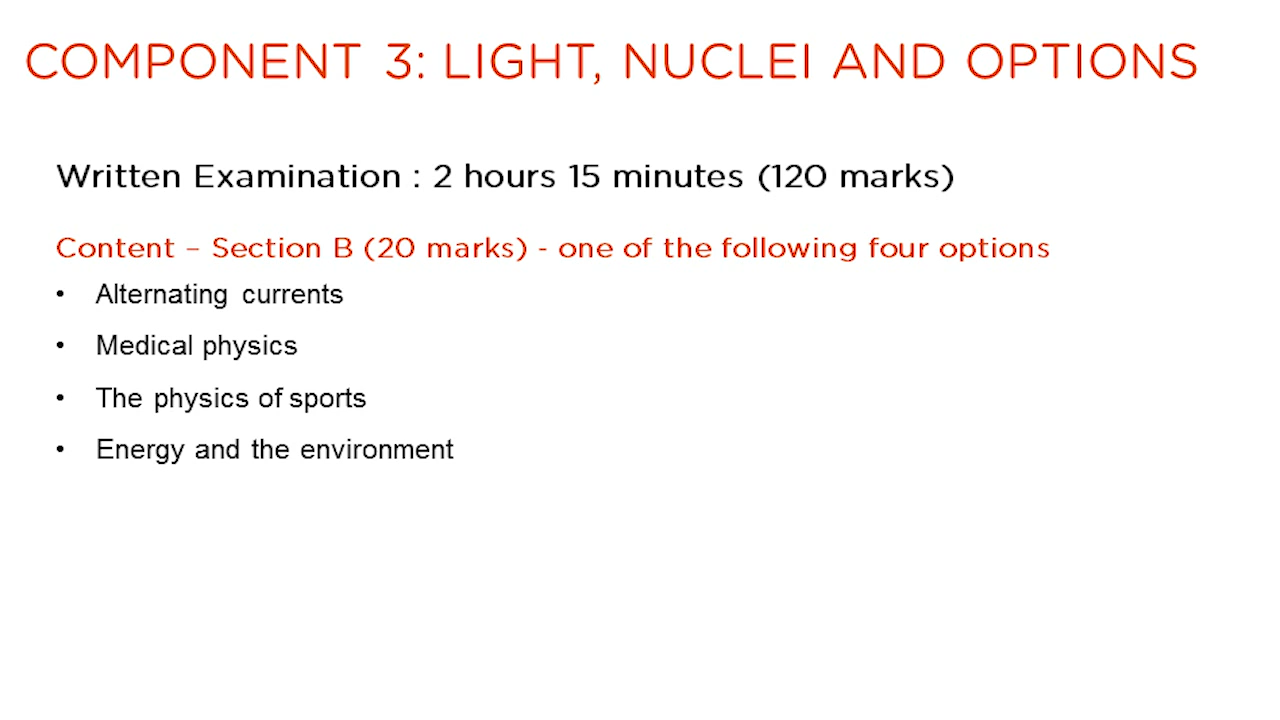 COMPONENT 3: LIGHT, NUCLEI AND OPTIONS
Written Examination : 2 hours 15 minutes (120 marks)
Content – Section B (20 marks) - one of the following four options
• Alternating currents
• Medical physics
• The physics of sports
• Energy and the environment